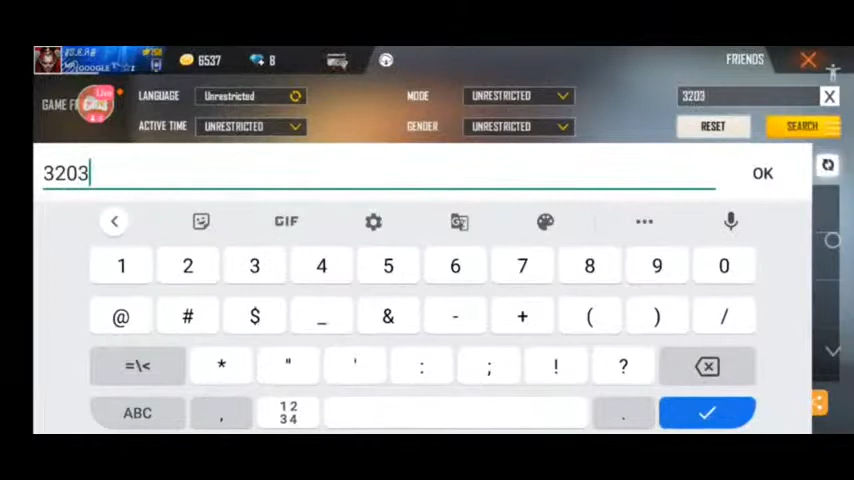 6537
8
FRIENDS
LANGUAGE Unrestricted MODE UNRESTRICTED 3203 X
Live
ACTIVE TIME UNRESTRICTED GENDER UNRESTRICTED RESET SEARCH
3203 OK
GIF
1 2 3 4 5 6 7 8 9 0
@ # $ _ & - + ( ) /
=\< * " ' : ; ! ?
ABC , 12 34 .